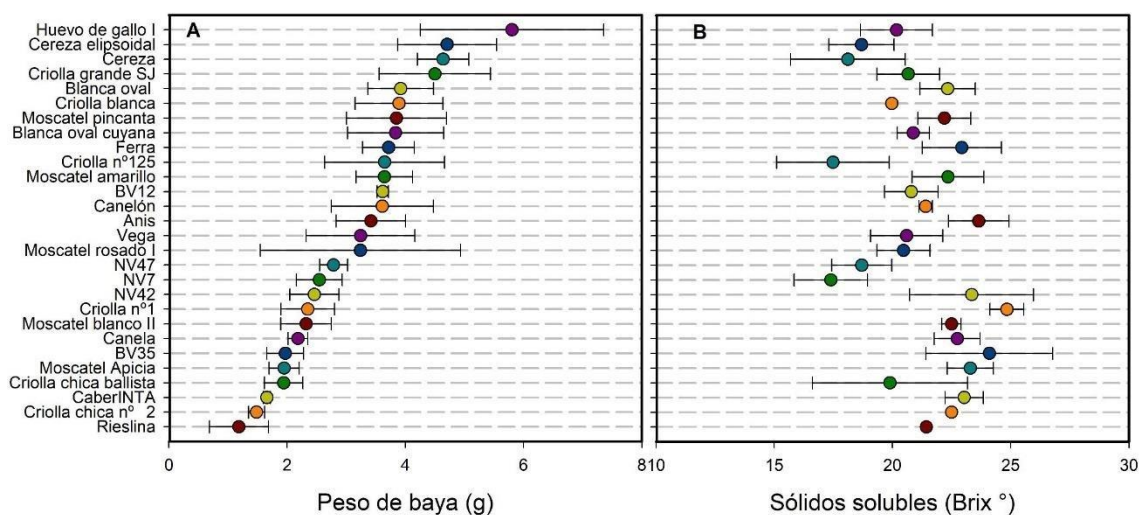 A
B
Huevo de gallo I
Cereza elipsoidal
Cereza
Criolla grande SJ
Blanca oval
Criolla blanca
Moscatel pincanta
Blanca oval cuyana
Ferra
Criolla nº125
Moscatel amarillo
BV12
Canelón
Anis
Vega
Moscatel rosado I
NV47
NV7
NV42
Criolla nº1
Moscatel blanco II
Canela
BV35
Moscatel Apicia
Criolla chica ballista
CaberINTA
Criolla chica nº 2
Rieslina
0 2 4 6 8 10 15 20 25 30
Peso de baya (g) Sólidos solubles (Brix °)